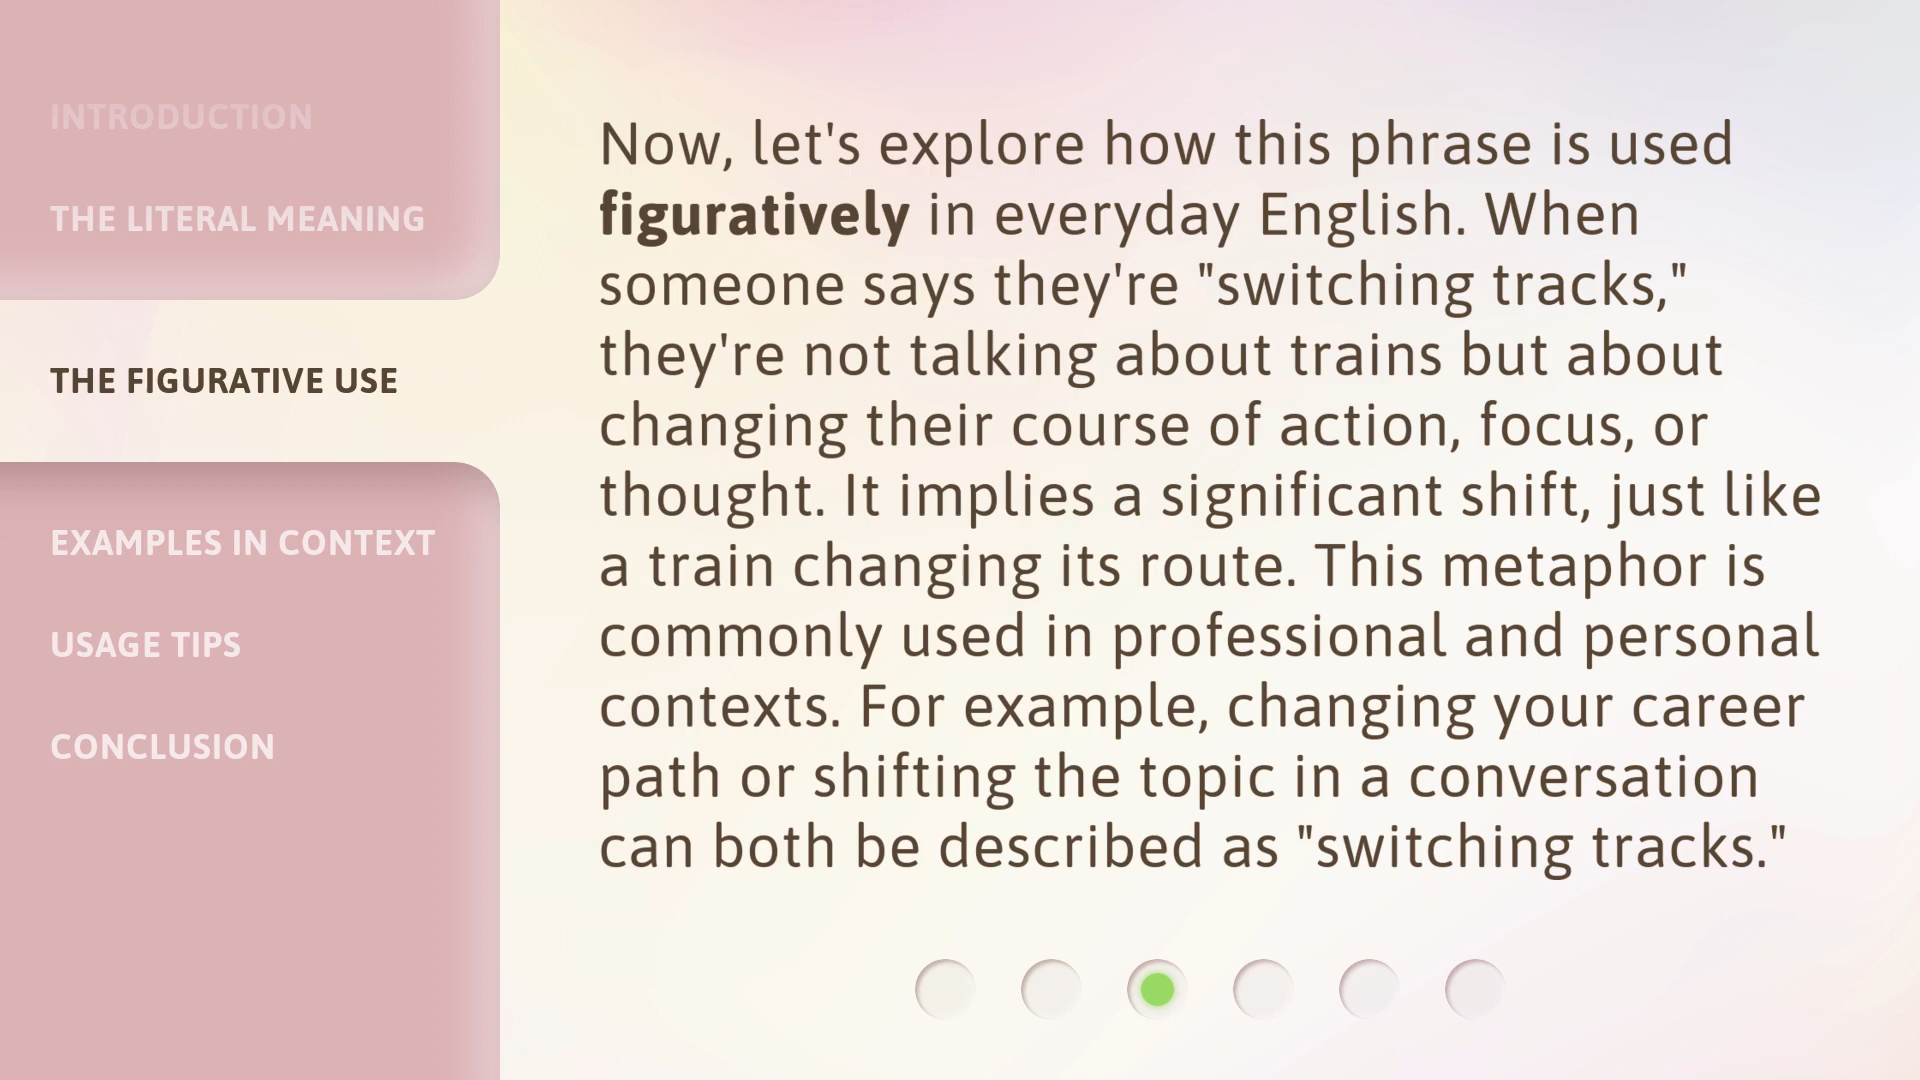 INTRODUCTION
THE LITERAL MEANING
THE FIGURATIVE USE
EXAMPLES IN CONTEXT
USAGE TIPS
CONCLUSION
Now, let's explore how this phrase is used
figuratively in everyday English. When
someone says they're "switching tracks,"
they're not talking about trains but about
changing their course of action, focus, or
thought. It implies a significant shift, just like
a train changing its route. This metaphor is
commonly used in professional and personal
contexts. For example, changing your career
path or shifting the topic in a conversation
can both be described as "switching tracks."